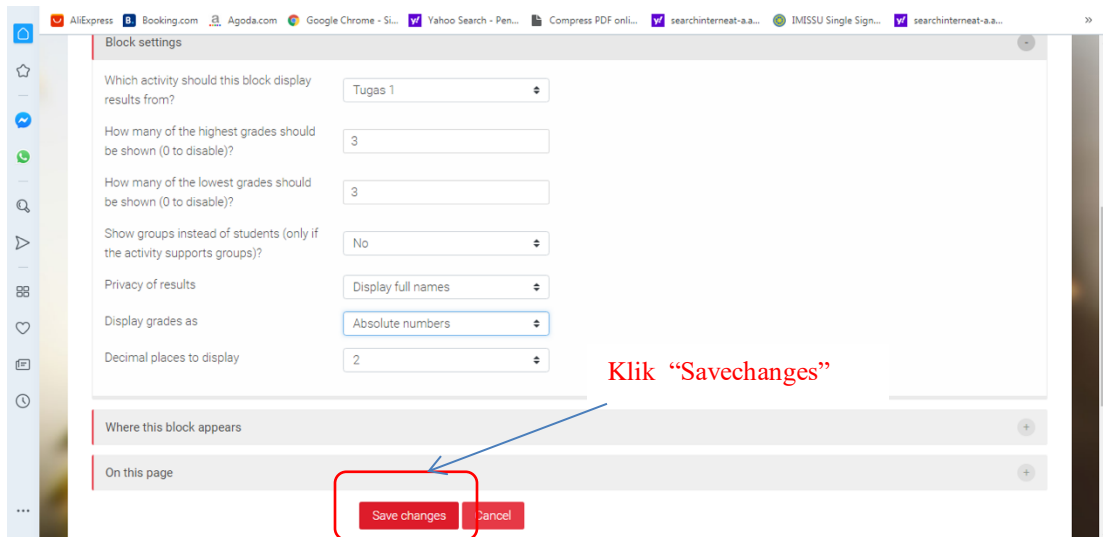 AliExpress Booking.com Agoda.com Google Chrome - Si... Yahoo Search - Pen... Compress PDF onli... searchinterneat-a.a... IMISSU Single Sign... searchinterneat-a.a... »
Block settings
Which activity should this block display
results from?
Tugas 1
How many of the highest grades should
be shown (0 to disable)?
3
How many of the lowest grades should
be shown (0 to disable)?
3
Show groups instead of students (only if
the activity supports groups)?
No
Privacy of results
Display full names
Display grades as
Absolute numbers
Decimal places to display
2
Klik “Savechanges”
Where this block appears
On this page
Save changes Cancel